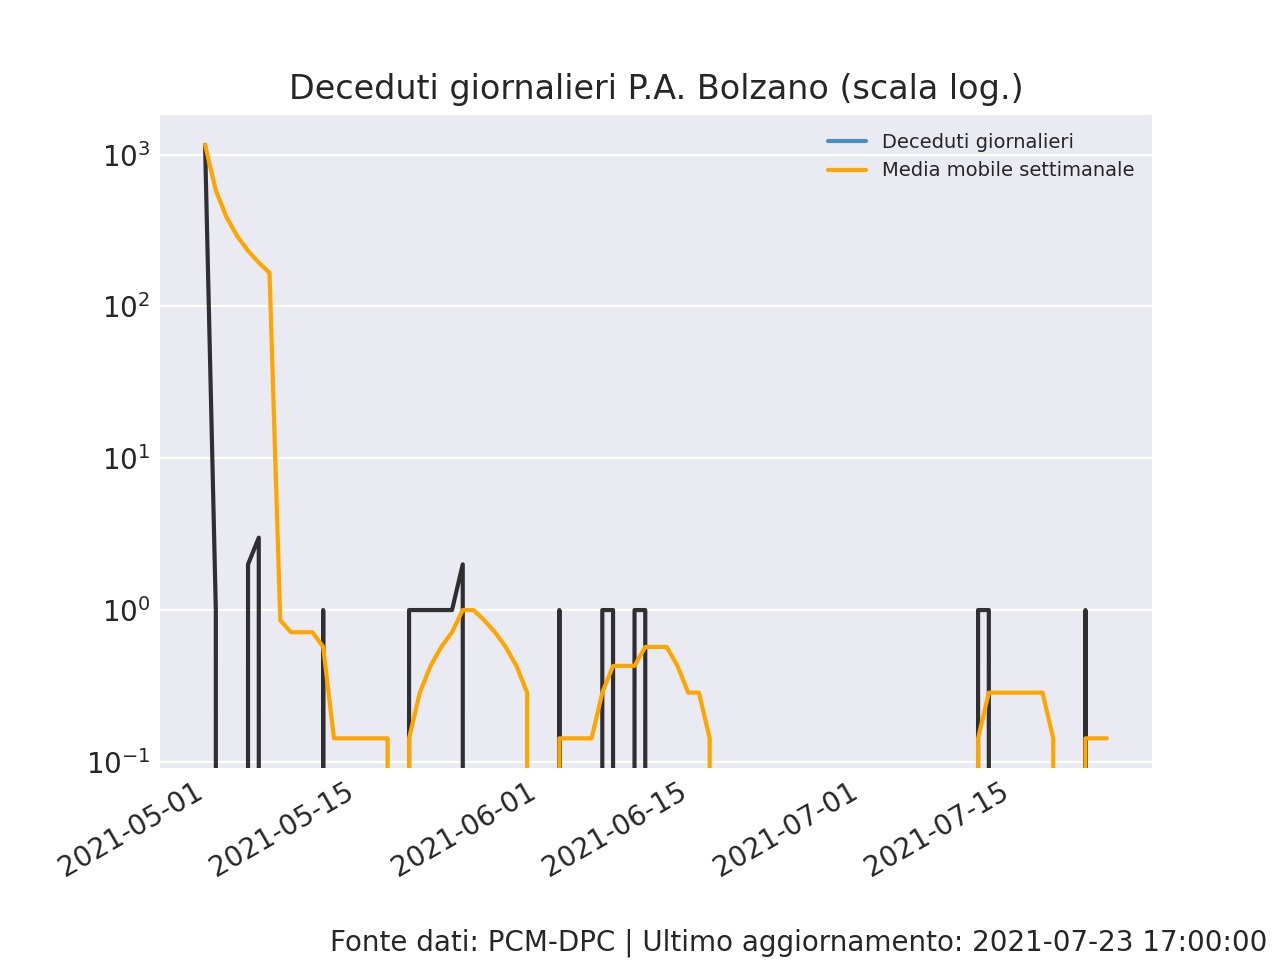 Deceduti giornalieri P.A. Bolzano (scala log.)
Deceduti giornalieri
Media mobile settimanale
10³
10²
10¹
10⁰
10⁻¹
2021-05-01
2021-05-15
2021-06-01
2021-06-15
2021-07-01
2021-07-15
Fonte dati: PCM-DPC | Ultimo aggiornamento: 2021-07-23 17:00:00